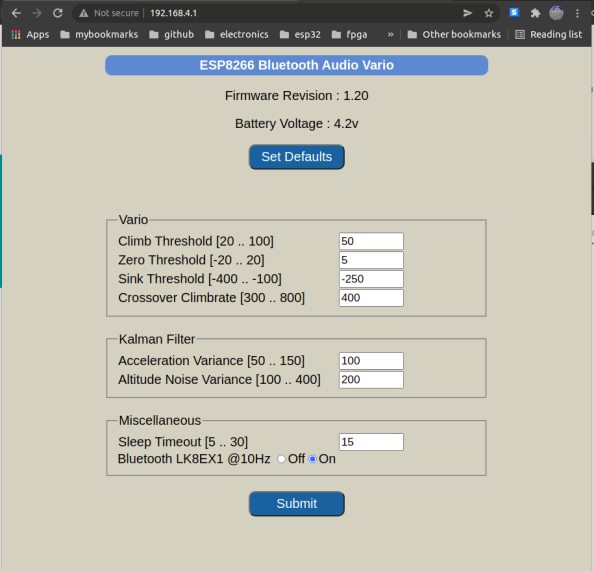 Not secure | 192.168.4.1
Apps mybookmarks github electronics esp32 fpga » Other bookmarks Reading list
ESP8266 Bluetooth Audio Vario
Firmware Revision : 1.20
Battery Voltage : 4.2v
Set Defaults
Vario
Climb Threshold [20 .. 100] 50
Zero Threshold [-20 .. 20] 5
Sink Threshold [-400 .. -100] -250
Crossover Climbrate [300 .. 800] 400
Kalman Filter
Acceleration Variance [50 .. 150] 100
Altitude Noise Variance [100 .. 400] 200
Miscellaneous
Sleep Timeout [5 .. 30] 15
Bluetooth LK8EX1 @10Hz Off On
Submit